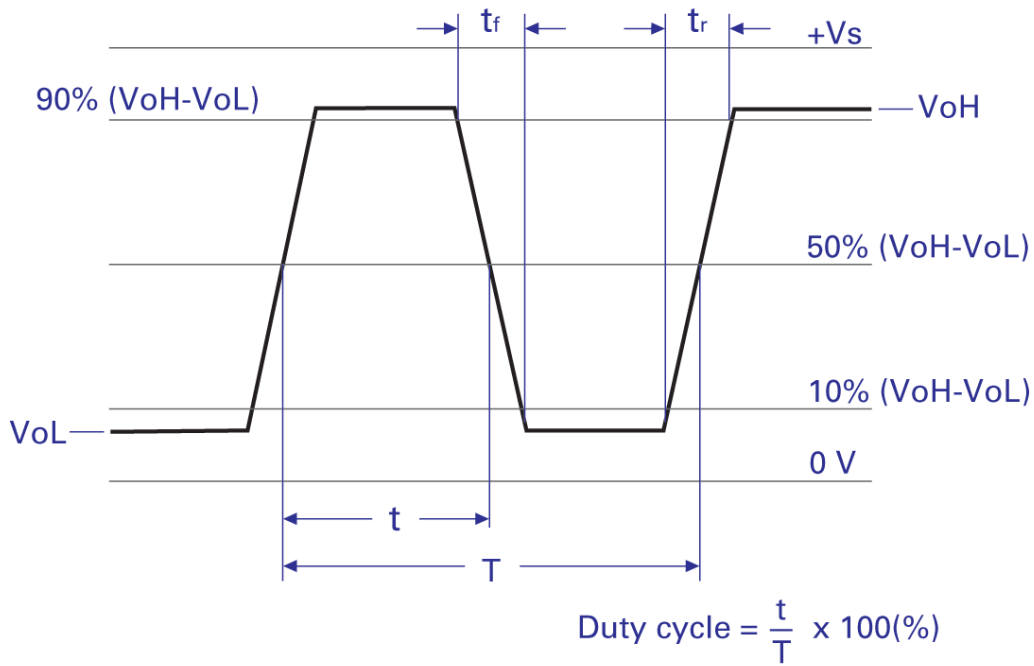 tf
tr
+Vs
90% (VoH-VoL)
VoH
50% (VoH-VoL)
10% (VoH-VoL)
VoL
0 V
t
T
Duty cycle = t/T x 100(%)